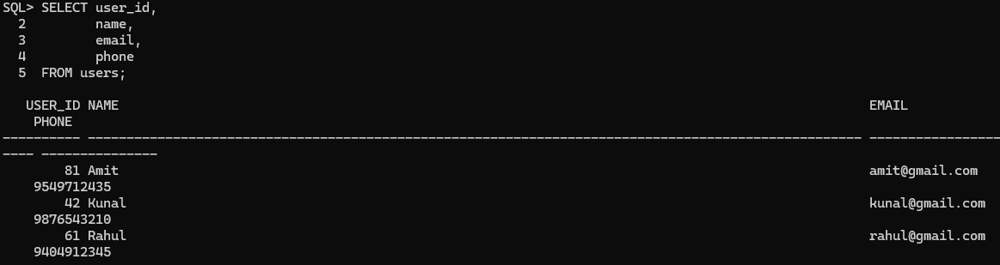 SQL> SELECT user_id,
  2         name,
  3         email,
  4         phone
  5  FROM users;

   USER_ID NAME                                                                                                 EMAIL
    PHONE
---------- ---------------------------------------------------------------------------------------------------- -----------------
---- ---------------
        81 Amit                                                                                                 amit@gmail.com
    9549712435
        42 Kunal                                                                                                kunal@gmail.com
    9876543210
        61 Rahul                                                                                                rahul@gmail.com
    9404912345